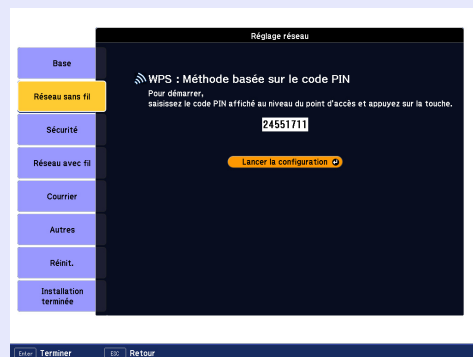 Réglage réseau
Base
Réseau sans fil
Sécurité
Réseau avec fil
Courrier
Autres
Réinit.
Installation
terminée
WPS : Méthode basée sur le code PIN
Pour démarrer,
saisissez le code PIN affiché au niveau du point d'accès et appuyez sur la touche.
24551711
Lancer la configuration
Enter Terminer
ESC Retour